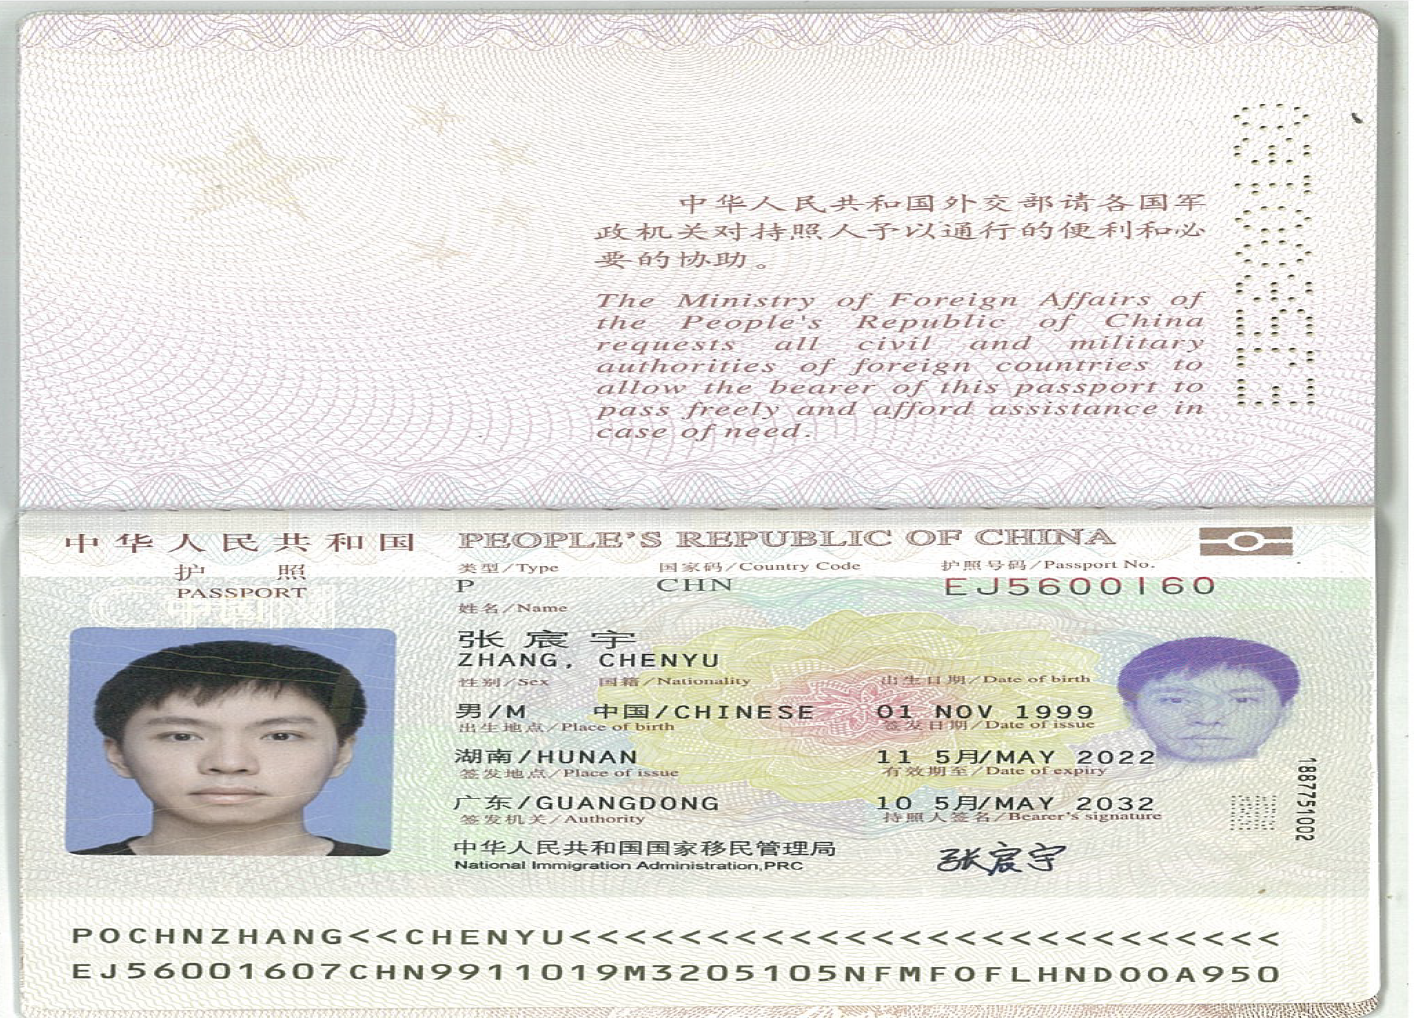 中华人民共和国外交部请各国军
政机关对持照人予以通行的便利和必
要的协助。
The Ministry of Foreign Affairs of
the People's Republic of China
requests all civil and military
authorities of foreign countries to
allow the bearer of this passport to
pass freely and afford assistance in
case of need.
EJ5600160
中华人民共和国 PEOPLE'S REPUBLIC OF CHINA
护照
PASSPORT
类型/Type 国家码/Country Code 护照号码/Passport No.
P CHN EJ5600160
姓名/Name
张宸宇
ZHANG, CHENYU
性别/Sex 国籍/Nationality 出生日期/Date of birth
男/M 中国/CHINESE 01 NOV 1999
出生地点/Place of birth 签发日期/Date of issue
湖南/HUNAN 11 5月/MAY 2022
签发地点/Place of issue 有效期至/Date of expiry
广东/GUANGDONG 10 5月/MAY 2032
签发机关/Authority 持照人签名/Bearer's signature
中华人民共和国国家移民管理局
National Immigration Administration,PRC
张宸宇
1887751002
POCHNZHANG<<CHENYU<<<<<<<<<<<<<<<<<<<<<<<<<<
EJ56001607CHN9911019M3205105NFMFOFLHNDOOA950